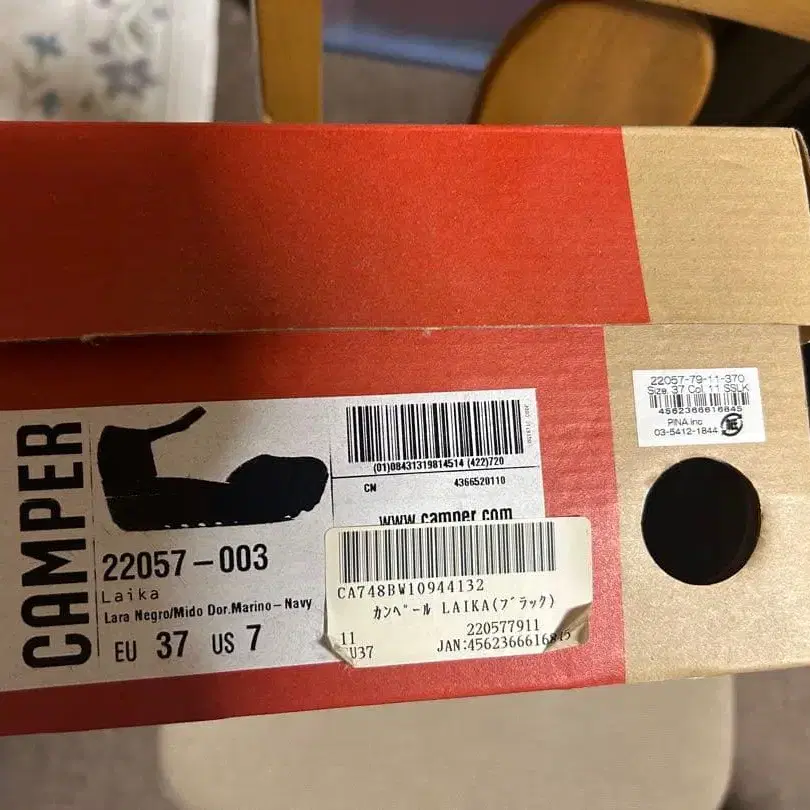 CAMPER
22057-003
Laika
Lara Negro/Mido Dor.Marino-Navy
EU 37 US 7
(01)08431319814514 (422)720
CN 4366520110
www.camper.com
CA748BW10944132
カンペール LAIKA(ブラック)
11 220577911
U37 JAN:4562366616845
22057-79-11-370
Size 37 Col 11 SSLK
4562366616845
PINA inc
03-5412-1844